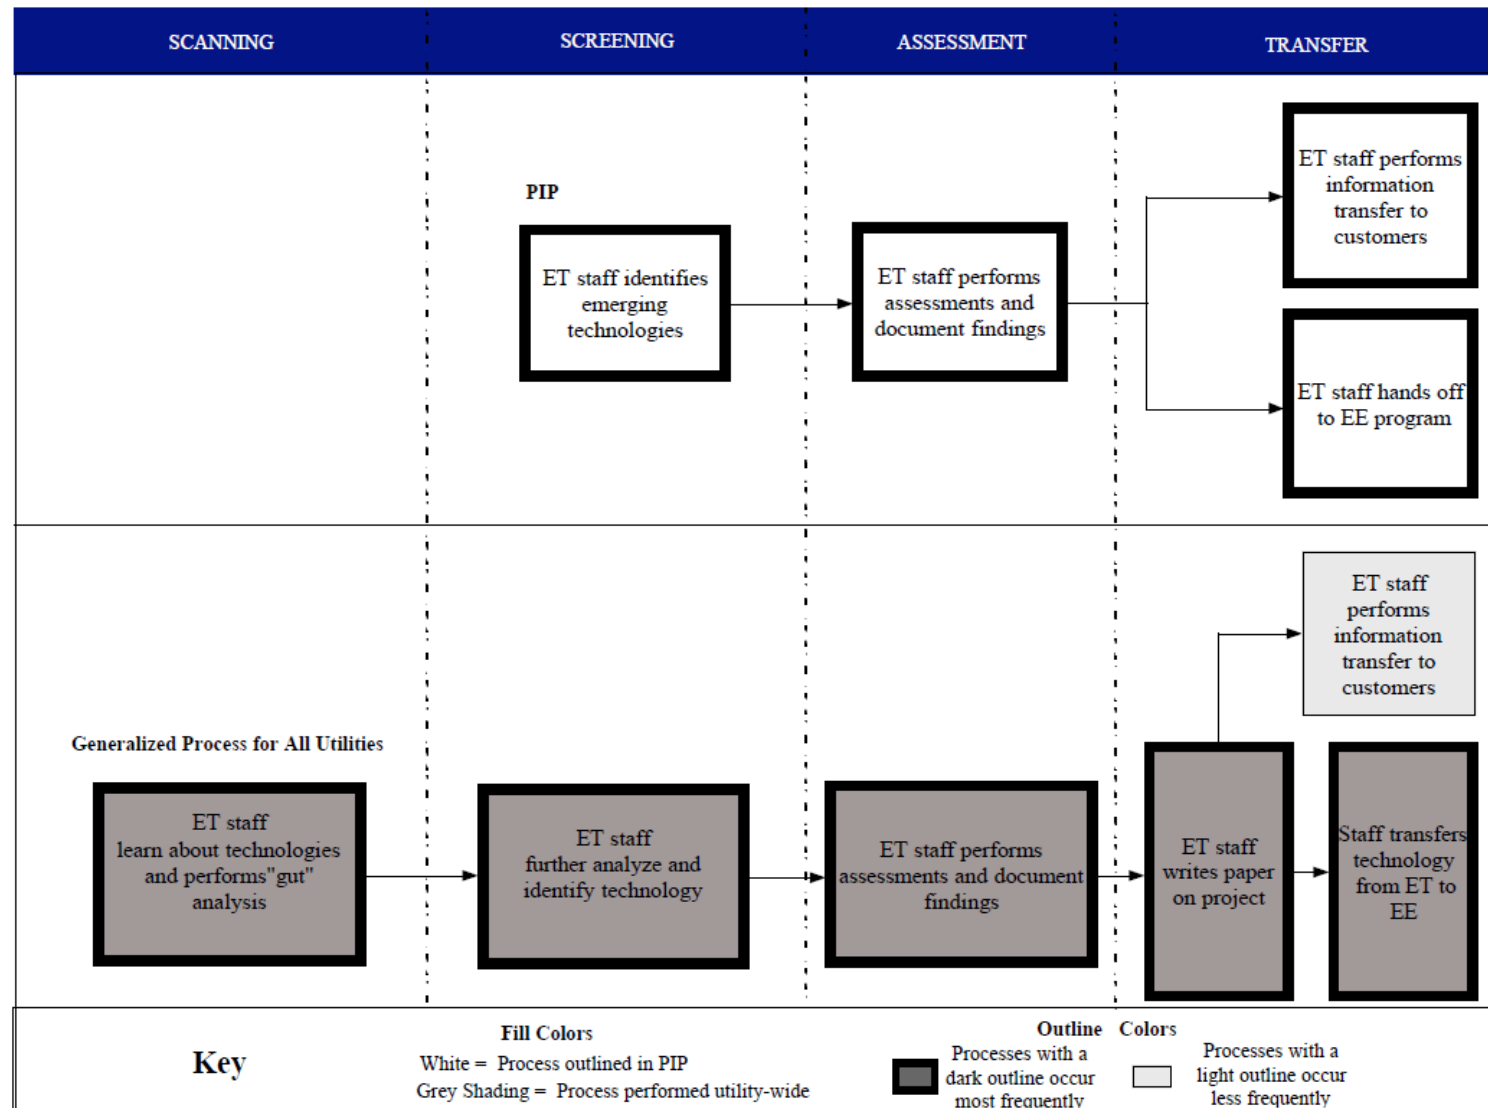 SCANNING
SCREENING
ASSESSMENT
TRANSFER
PIP
ET staff identifies
emerging
technologies
ET staff performs
assessments and
document findings
ET staff performs
information
transfer to
customers
ET staff hands off
to EE program
Generalized Process for All Utilities
ET staff
learn about technologies
and performs"gut"
analysis
ET staff
further analyze and
identify technology
ET staff performs
assessments and document
findings
ET staff
writes paper
on project
ET staff
performs
information
transfer to
customers
Staff transfers
technology
from ET to
EE
Key
Fill Colors
White = Process outlined in PIP
Grey Shading = Process performed utility-wide
Outline Colors
Processes with a
dark outline occur
most frequently
Processes with a
light outline occur
less frequently